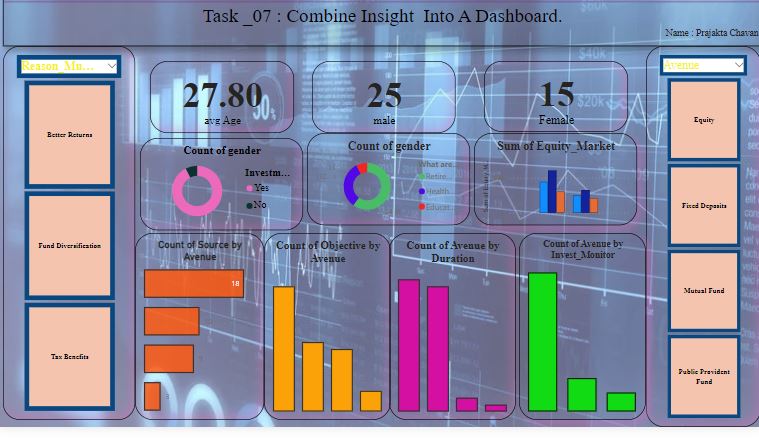 Task _07 : Combine Insight Into A Dashboard.
Name : Prajakta Chavan
Reason_Mu...
Better Returns
Fund Diversification
Tax Benefits
27.80
avg Age
25
male
15
Female
Avenue
Equity
Fixed Deposits
Mutual Fund
Public Provident
Fund
Count of gender
Investm...
Yes
No
Count of gender
What are...
Retire...
Health...
Educat...
Sum of Equity_Market
Count of Source by
Avenue
18
Count of Objective by
Avenue
Count of Avenue by
Duration
Count of Avenue by
Invest_Monitor